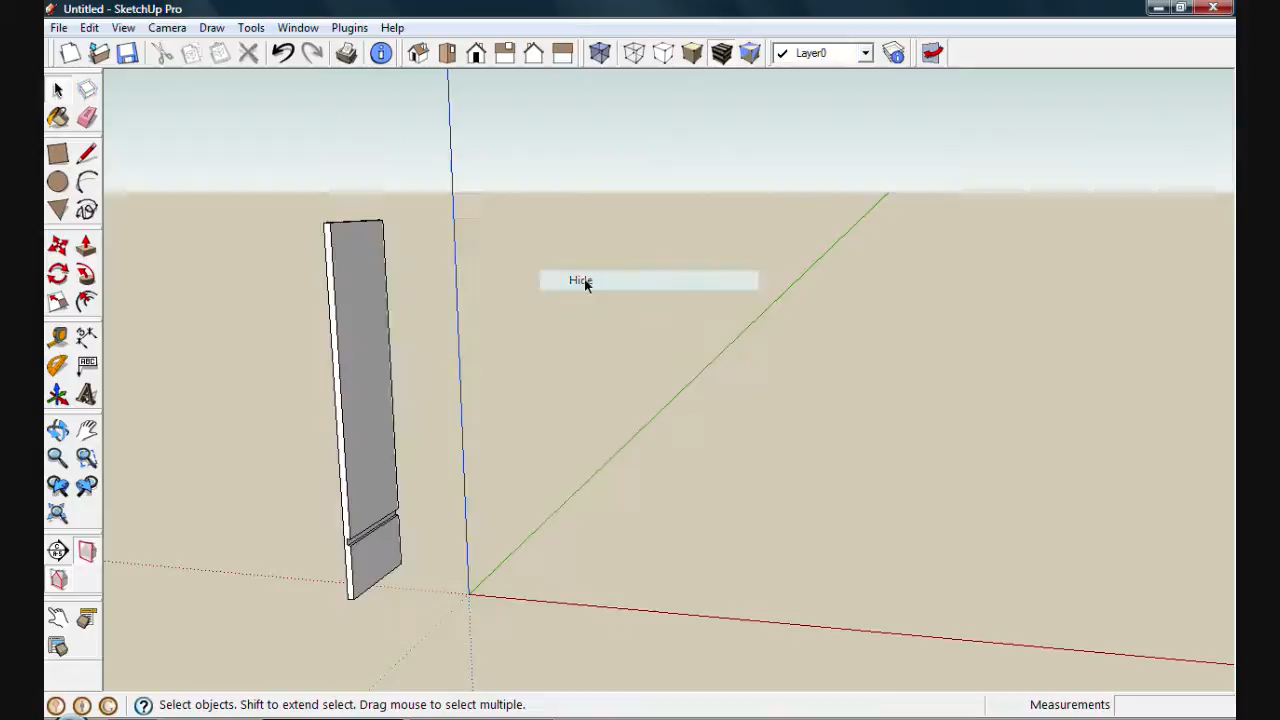 Untitled - SketchUp Pro
File Edit View Camera Draw Tools Window Plugins Help
Layer0
Hide
ABC
A
Select objects. Shift to extend select. Drag mouse to select multiple.
Measurements